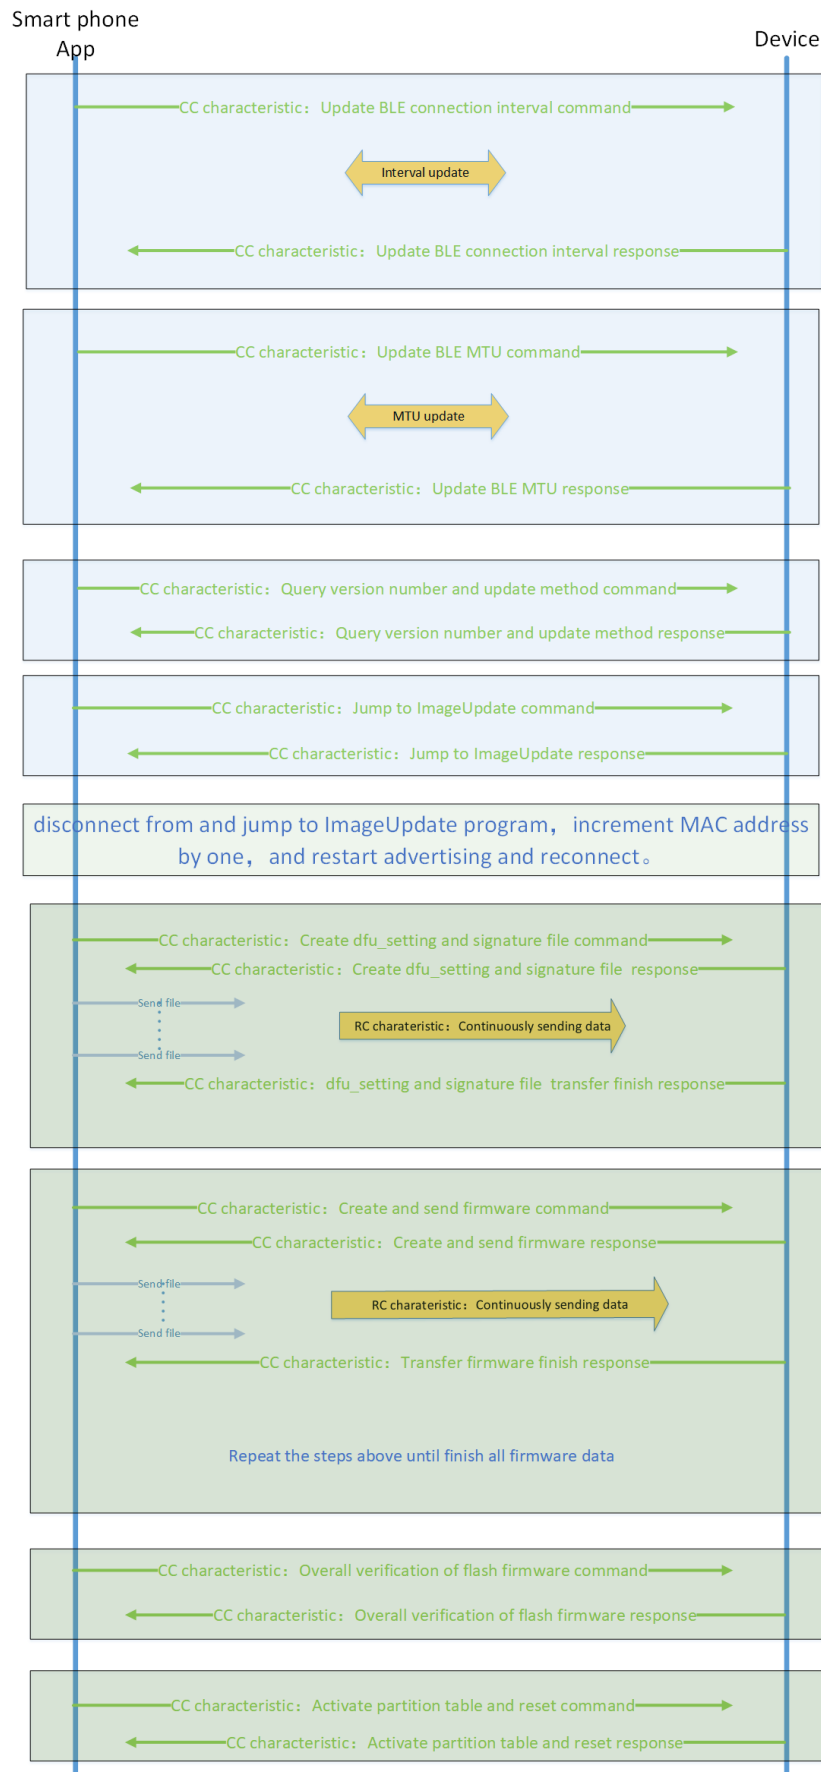 Smart phone
App
Device
CC characteristic：Update BLE connection interval command
Interval update
CC characteristic：Update BLE connection interval response
CC characteristic：Update BLE MTU command
MTU update
CC characteristic：Update BLE MTU response
CC characteristic：Query version number and update method command
CC characteristic：Query version number and update method response
CC characteristic：Jump to ImageUpdate command
CC characteristic：Jump to ImageUpdate response
disconnect from and jump to ImageUpdate program，increment MAC address
by one，and restart advertising and reconnect。
CC characteristic：Create dfu_setting and signature file command
CC characteristic：Create dfu_setting and signature file response
Send file
RC charateristic：Continuously sending data
Send file
CC characteristic：dfu_setting and signature file transfer finish response
CC characteristic：Create and send firmware command
CC characteristic：Create and send firmware response
Send file
RC charateristic：Continuously sending data
Send file
CC characteristic：Transfer firmware finish response
Repeat the steps above until finish all firmware data
CC characteristic：Overall verification of flash firmware command
CC characteristic：Overall verification of flash firmware response
CC characteristic：Activate partition table and reset command
CC characteristic：Activate partition table and reset response